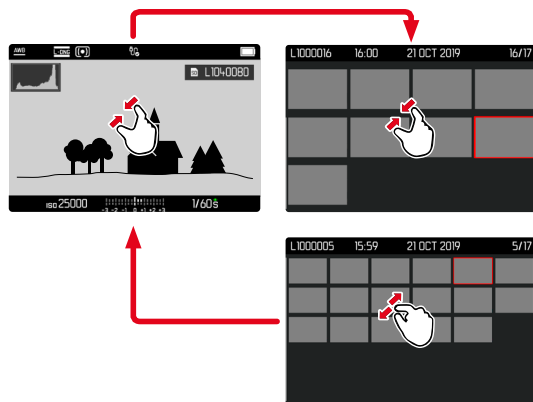 AWB L-DNG
L1040080
ISO 25000 -3 -2 -1 0 +1 +2 +3 1/60s
L1000016 16:00 21 OCT 2019 16/17
L1000005 15:59 21 OCT 2019 5/17